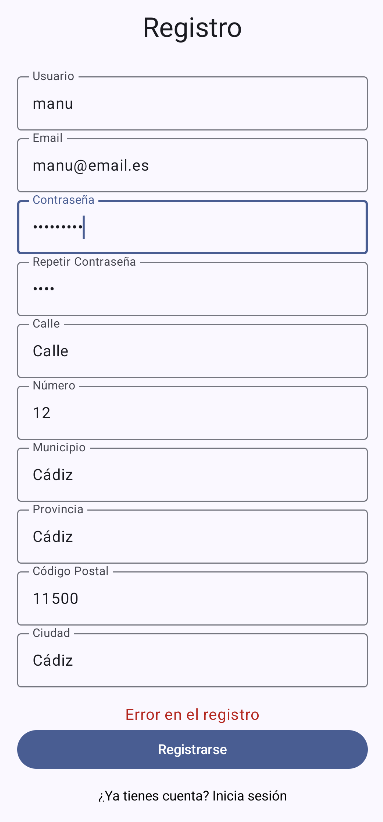 Registro
Usuario
manu
Email
manu@email.es
Contraseña
•••••••••
Repetir Contraseña
••••
Calle
Calle
Número
12
Municipio
Cádiz
Provincia
Cádiz
Código Postal
11500
Ciudad
Cádiz
Error en el registro
Registrarse
¿Ya tienes cuenta? Inicia sesión